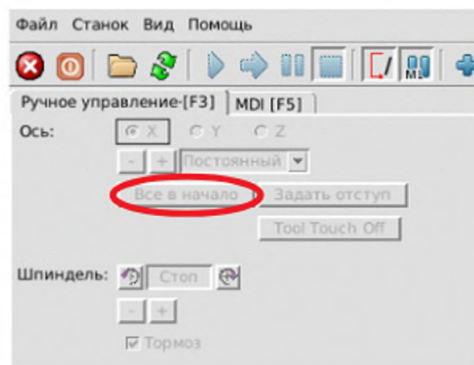 Файл Станок Вид Помощь
M1
Ручное управление-[F3] MDI [F5]
Ось: X Y Z
- + Постоянный
Все в начало Задать отступ
Tool Touch Off
Шпиндель: Стоп
- +
Тормоз